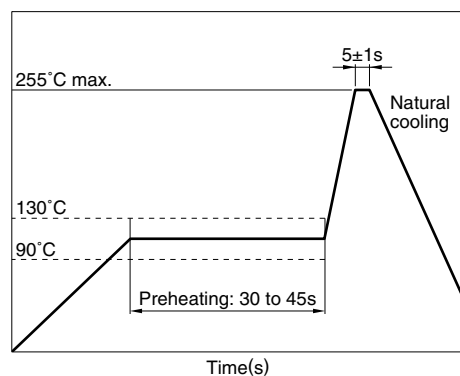 5±1s
255˚C max.
Natural
cooling
130˚C
90˚C
Preheating: 30 to 45s
Time(s)